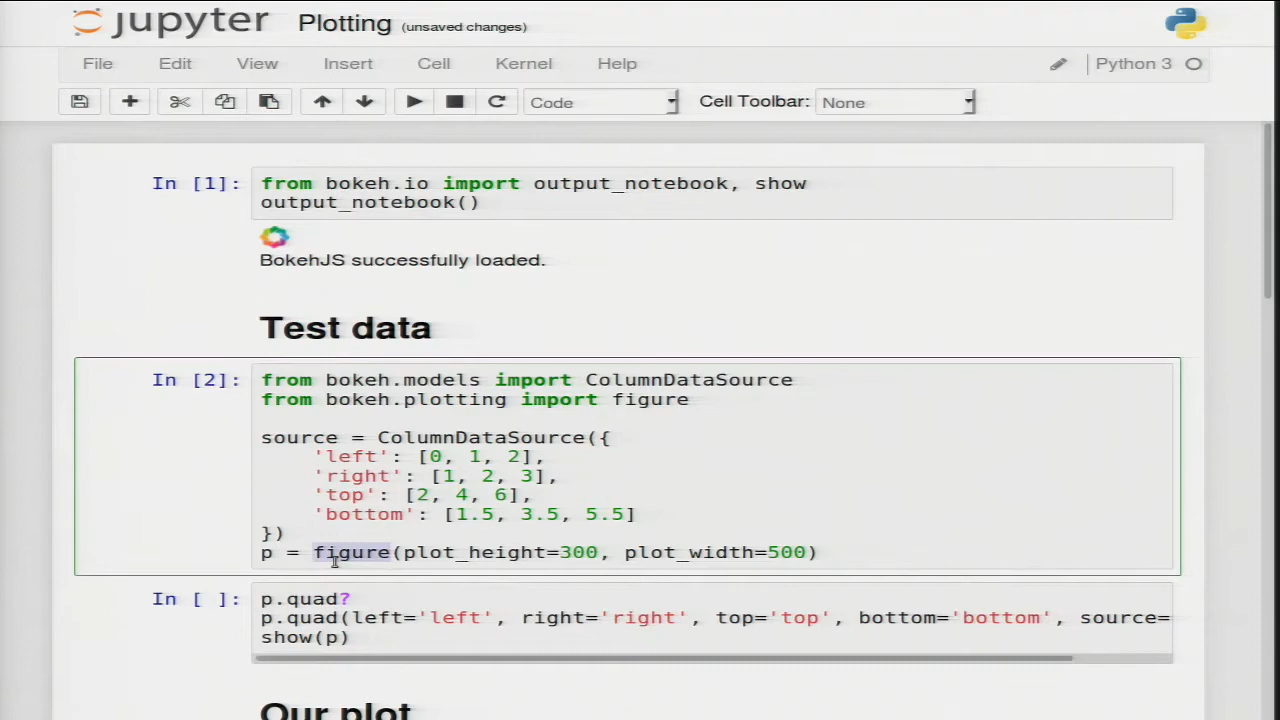 jupyter Plotting (unsaved changes)
File Edit View Insert Cell Kernel Help Python 3
Code Cell Toolbar: None
In [1]: from bokeh.io import output_notebook, show
output_notebook()
BokehJS successfully loaded.
Test data
In [2]: from bokeh.models import ColumnDataSource
from bokeh.plotting import figure
source = ColumnDataSource({
'left': [0, 1, 2],
'right': [1, 2, 3],
'top': [2, 4, 6],
'bottom': [1.5, 3.5, 5.5]
})
p = figure(plot_height=300, plot_width=500)
In [ ]: p.quad?
p.quad(left='left', right='right', top='top', bottom='bottom', source=
show(p)
Our plot